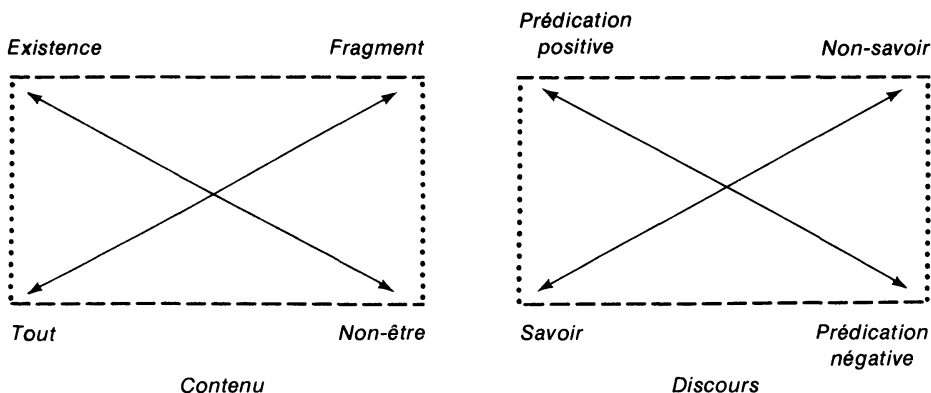 Existence
Fragment
Tout
Non-être
Contenu
Prédication
positive
Non-savoir
Savoir
Prédication
négative
Discours